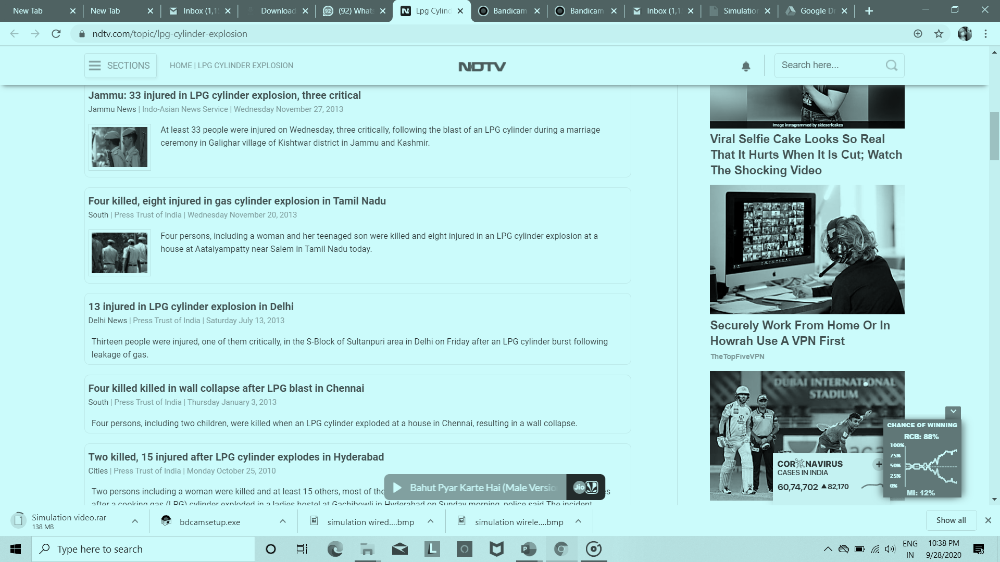 New Tab
New Tab
Inbox (1,1
Download
(92) Whats
Lpg Cylind
Bandicam
Bandicam
Inbox (1,1
Simulation
Google Dr
ndtv.com/topic/lpg-cylinder-explosion
SECTIONS
HOME | LPG CYLINDER EXPLOSION
NDTV
Search here...
Jammu: 33 injured in LPG cylinder explosion, three critical
Jammu News | Indo-Asian News Service | Wednesday November 27, 2013
At least 33 people were injured on Wednesday, three critically, following the blast of an LPG cylinder during a marriage
ceremony in Galighar village of Kishtwar district in Jammu and Kashmir.
Four killed, eight injured in gas cylinder explosion in Tamil Nadu
South | Press Trust of India | Wednesday November 20, 2013
Four persons, including a woman and her teenaged son were killed and eight injured in an LPG cylinder explosion at a
house at Aataiyampatty near Salem in Tamil Nadu today.
13 injured in LPG cylinder explosion in Delhi
Delhi News | Press Trust of India | Saturday July 13, 2013
Thirteen people were injured, one of them critically, in the S-Block of Sultanpuri area in Delhi on Friday after an LPG cylinder burst following
leakage of gas.
Four killed killed in wall collapse after LPG blast in Chennai
South | Press Trust of India | Thursday January 3, 2013
Four persons, including two children, were killed when an LPG cylinder exploded at a house in Chennai, resulting in a wall collapse.
Two killed, 15 injured after LPG cylinder explodes in Hyderabad
Cities | Press Trust of India | Monday October 25, 2010
Two persons including a woman were killed and at least 15 others, most of the
after a cooking gas (LPG) cylinder exploded in a ladies hostel at Gachibowli in Hyderabad on Sunday morning, police said.The incident
Bahut Pyar Karte Hai (Male Versio
Jio
Image instagrammed by sideserfcakes
Viral Selfie Cake Looks So Real
That It Hurts When It Is Cut; Watch
The Shocking Video
Securely Work From Home Or In
Howrah Use A VPN First
TheTopFiveVPN
DUBAI INTERNATIONAL
STADIUM
CORONAVIRUS
CASES IN INDIA
60,74,702 ▲82,170
CHANCE OF WINNING
RCB: 88%
100%
75%
50%
25%
0%
MI: 12%
Simulation video.rar
138 MB
bdcamsetup.exe
simulation wired....bmp
simulation wirele....bmp
Show all
Type here to search
ENG
IN
10:38 PM
9/28/2020